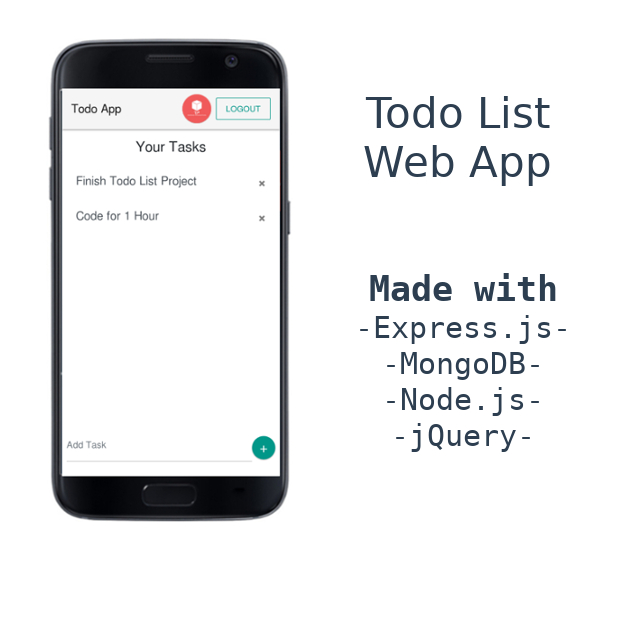 Todo App
LOGOUT
Your Tasks
Finish Todo List Project
×
Code for 1 Hour
×
Add Task
+
Todo List
Web App
Made with
-Express.js-
-MongoDB-
-Node.js-
-jQuery-